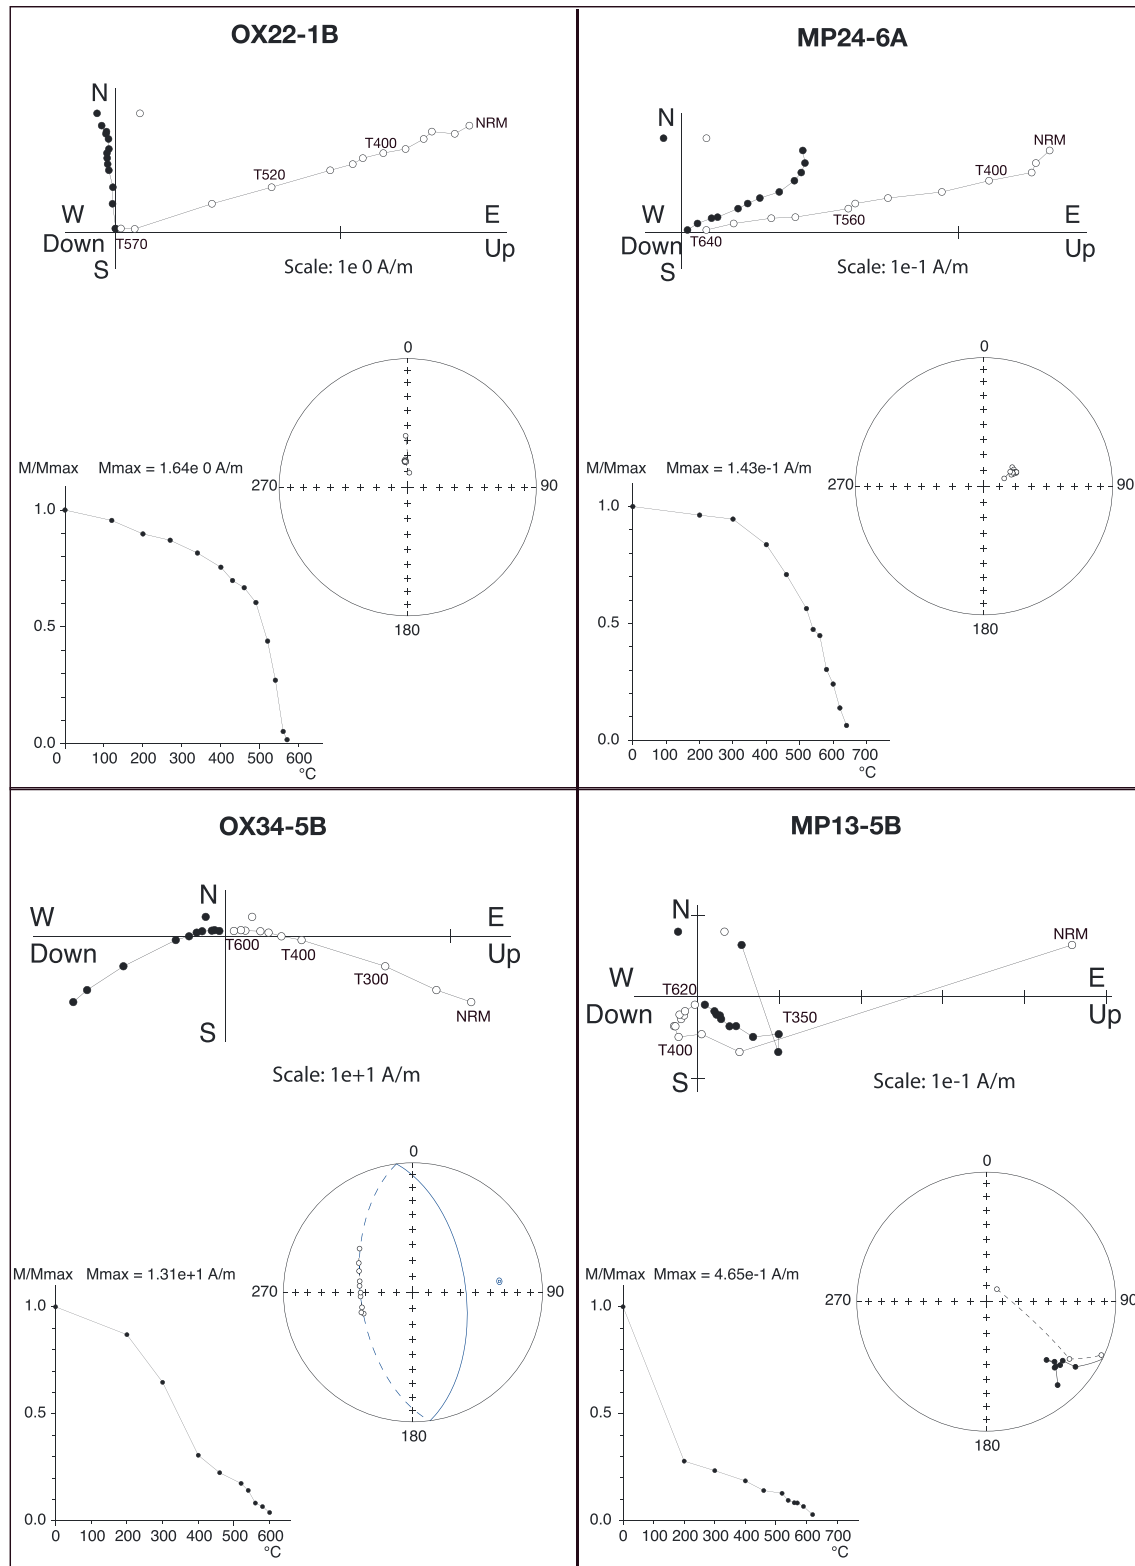 OX22-1B
N
NRM
T400
T520
W
E
Down
T570
Up
S
Scale: 1e 0 A/m
0
M/Mmax Mmax = 1.64e 0 A/m
270
90
1.0
180
0.5
0.0
0 100 200 300 400 500 600
°C
MP24-6A
N
NRM
T400
W
E
T560
Down
T640
Up
S
Scale: 1e-1 A/m
0
M/Mmax Mmax = 1.43e-1 A/m
270
90
1.0
180
0.5
0.0
0 100 200 300 400 500 600 700
°C
OX34-5B
N
W
E
Down
T600
T400
Up
T300
NRM
S
Scale: 1e+1 A/m
0
M/Mmax Mmax = 1.31e+1 A/m
270
90
1.0
180
0.5
0.0
0 100 200 300 400 500 600
°C
MP13-5B
N
NRM
W
E
T620
Down
T350
Up
T400
S
Scale: 1e-1 A/m
0
M/Mmax Mmax = 4.65e-1 A/m
270
90
1.0
180
0.5
0.0
0 100 200 300 400 500 600 700
°C